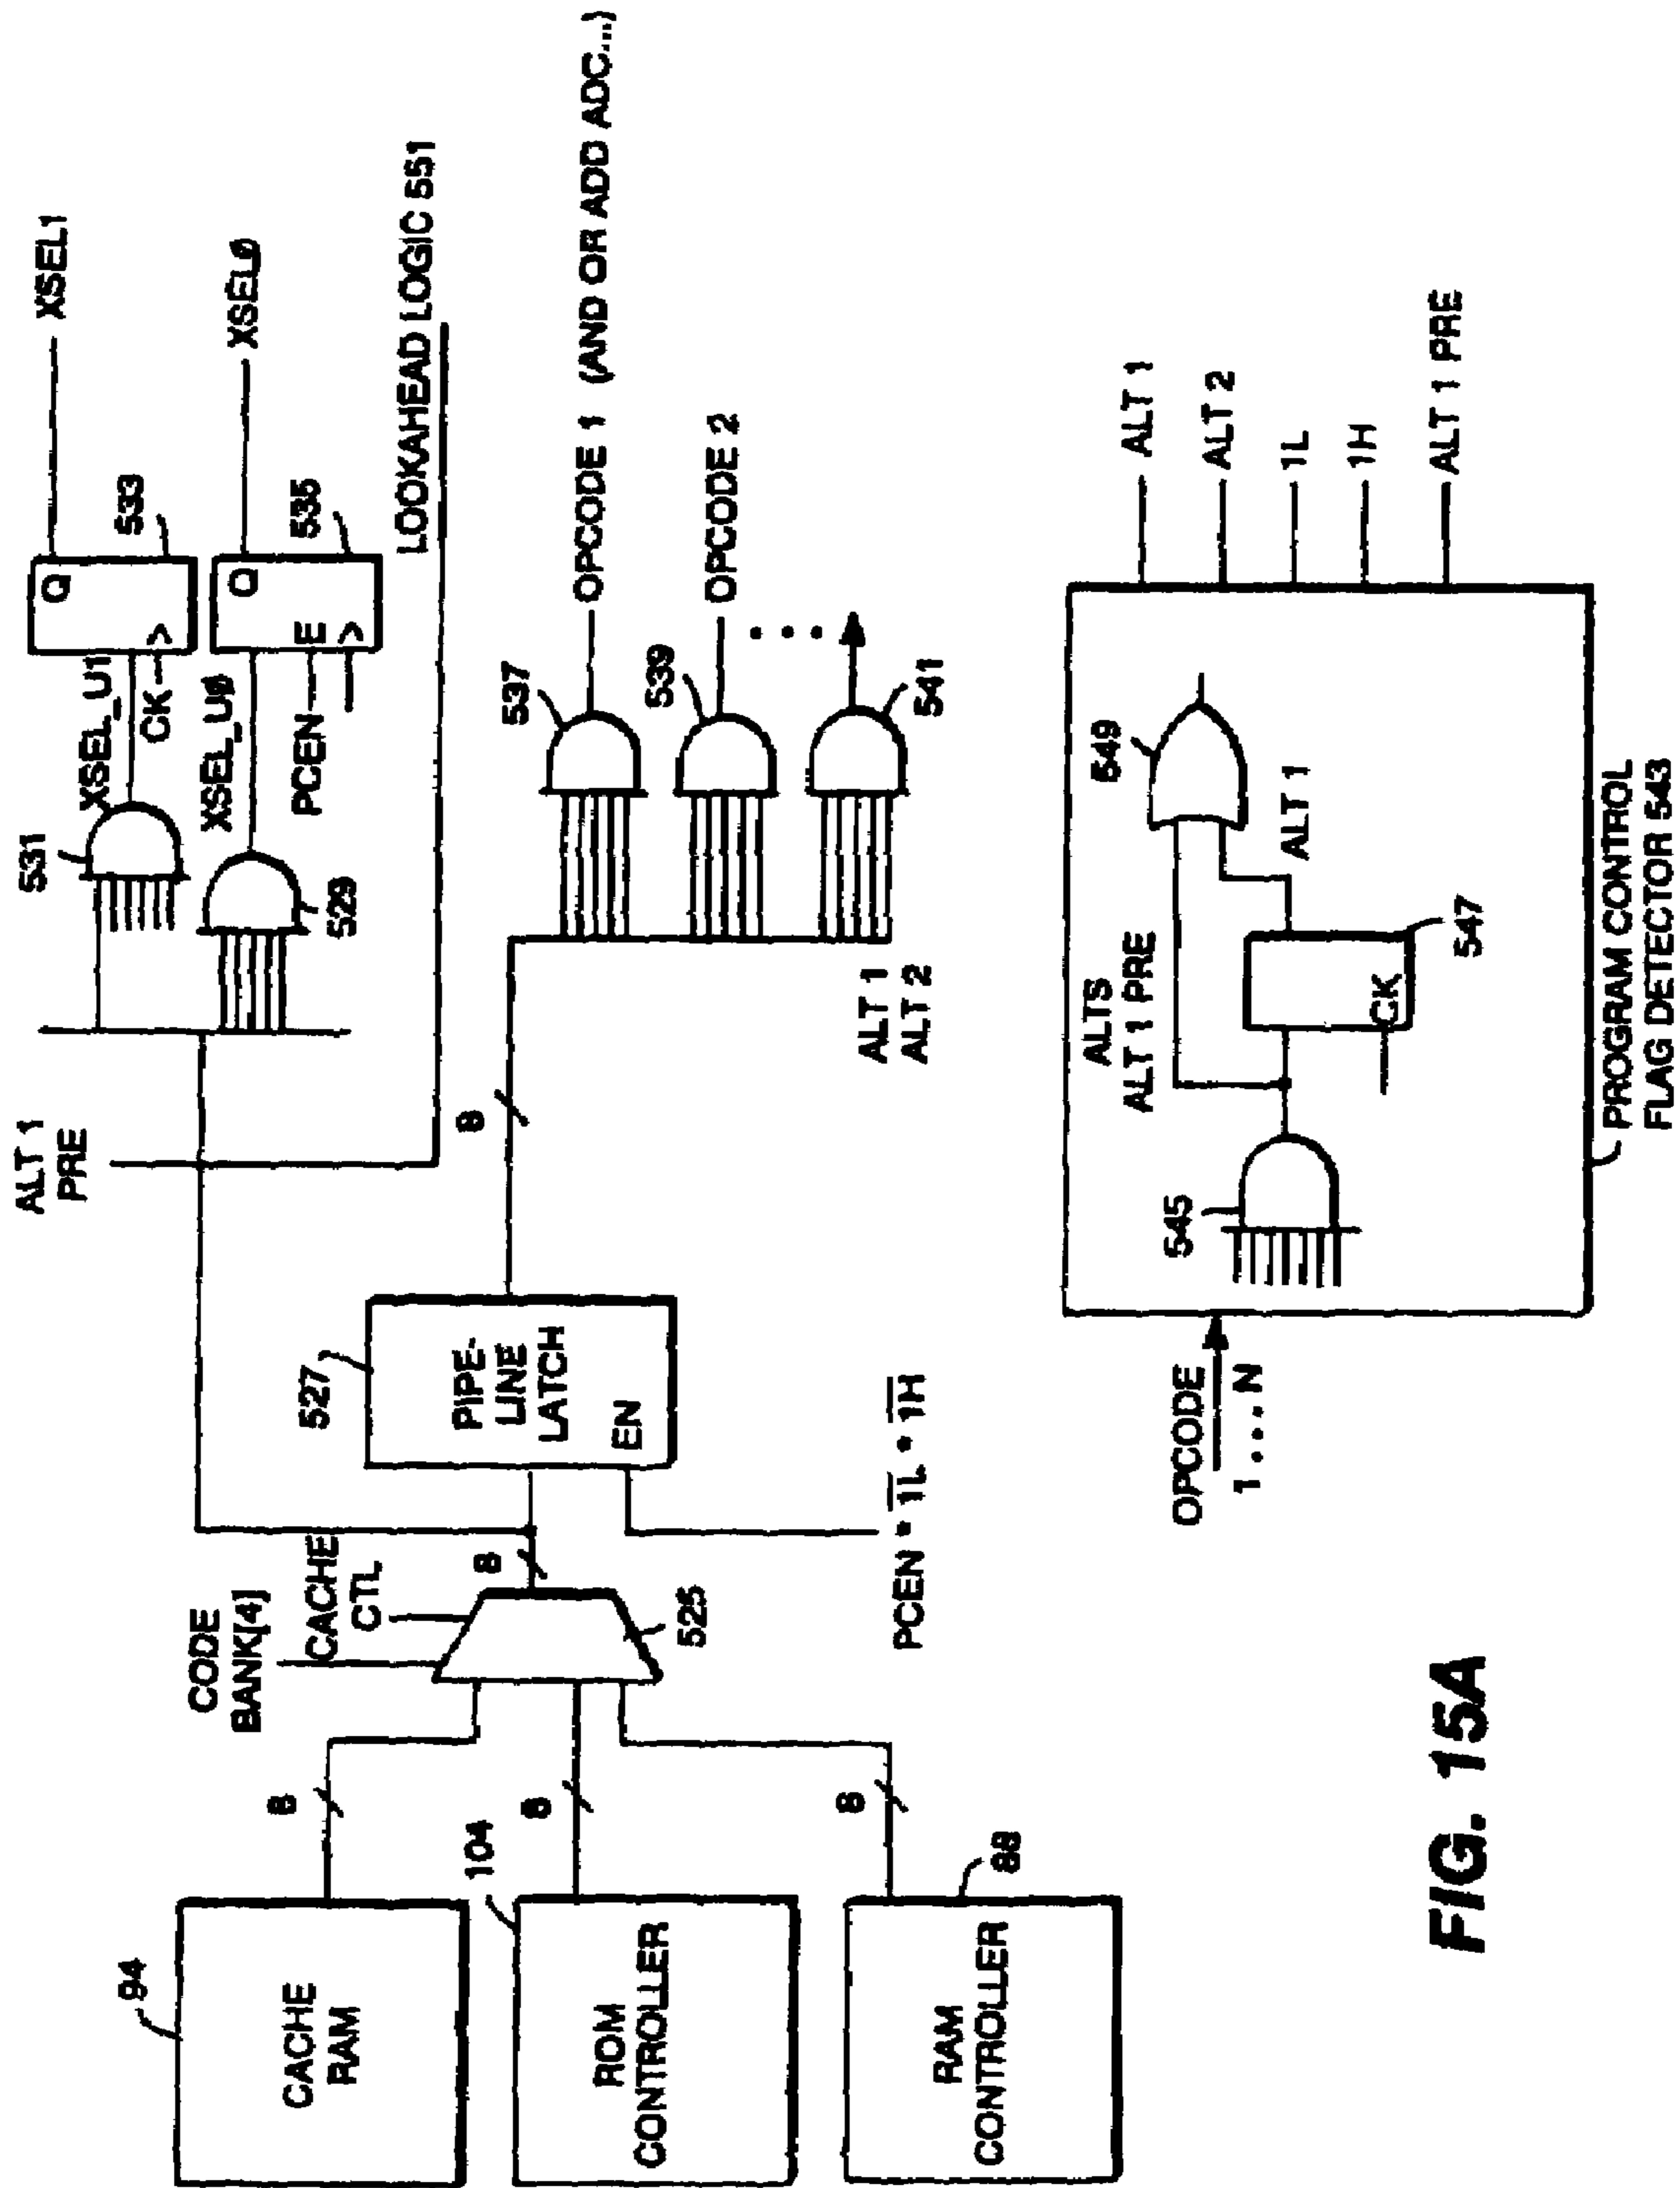 94
CACHE
RAM
104
ROM
CONTROLLER
RAM
CONTROLLER
88
8
8
8
CODE
BANK[4]
CACHE
CTL
525
8
527
PIPE-
LINE
LATCH
EN
PCEN • 1L • 1H
ALT 1
PRE
8
531
XSEL_U1
CK
Q
533
XSEL1
529
XSEL_UØ
PCEN
E
Q
535
XSELØ
LOOKAHEAD LOGIC 551
537
OPCODE 1 (AND OR ADD ADC...)
539
OPCODE 2
541
ALT 1
ALT 2
OPCODE
1 • • • N
545
ALTS
ALT 1 PRE
CK
547
ALT 1
549
ALT 1
ALT 2
1L
1H
ALT 1 PRE
PROGRAM CONTROL
FLAG DETECTOR 543
FIG. 15A